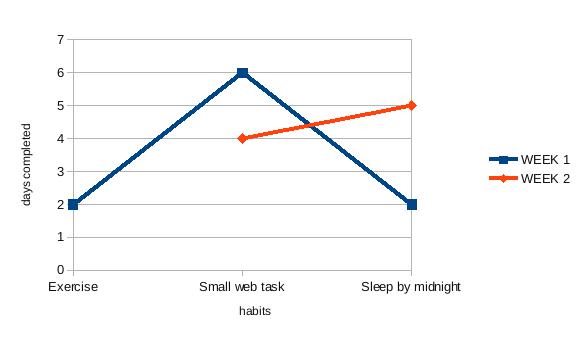 7
6
5
4
3
2
1
0
days completed
Exercise
Small web task
Sleep by midnight
habits
WEEK 1
WEEK 2